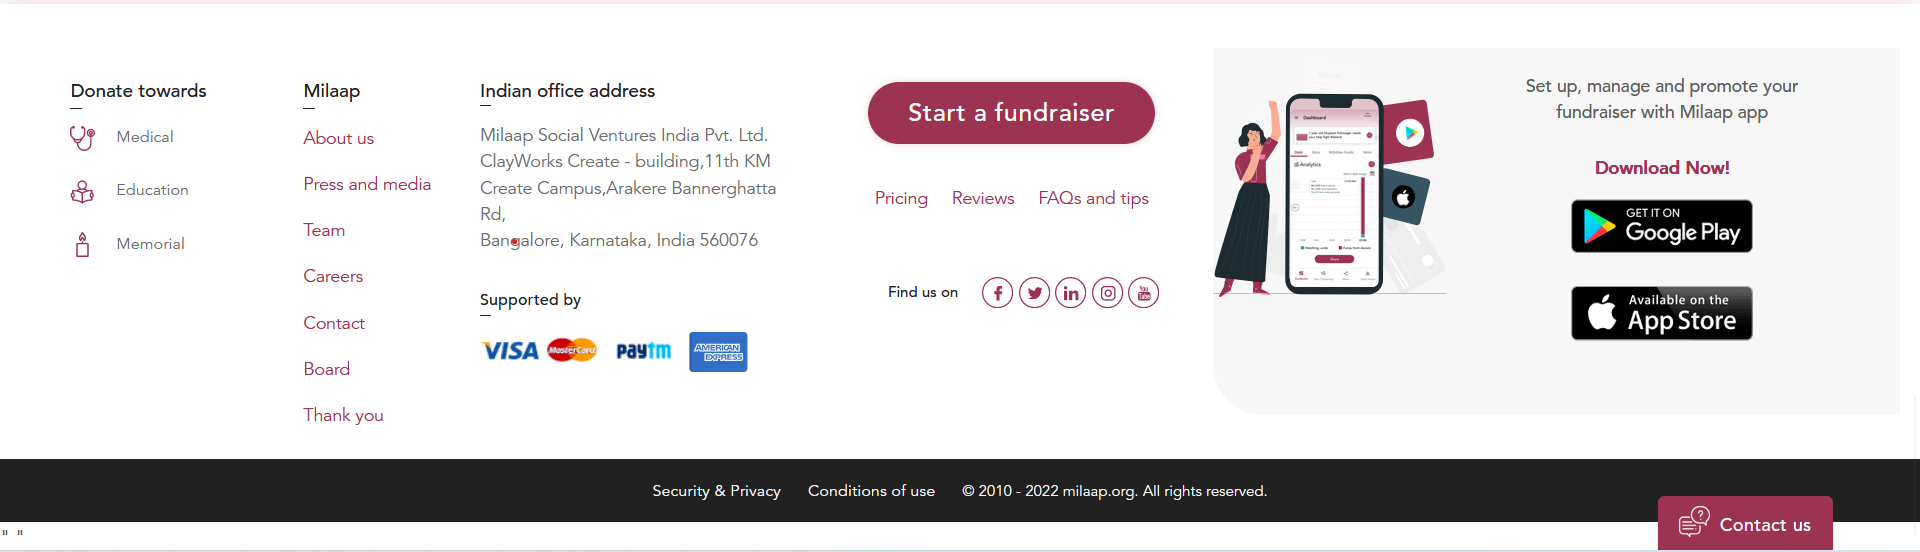 Donate towards
Medical
Education
Memorial
Milaap
About us
Press and media
Team
Careers
Contact
Board
Thank you
Indian office address
Milaap Social Ventures India Pvt. Ltd.
ClayWorks Create - building,11th KM
Create Campus,Arakere Bannerghatta
Rd,
Bangalore, Karnataka, India 560076
Supported by
VISA MasterCard paytm AMERICAN EXPRESS
Start a fundraiser
Pricing Reviews FAQs and tips
Find us on
You Tube
Dashboard
Analytics
Set up, manage and promote your
fundraiser with Milaap app
Download Now!
GET IT ON
Google Play
Available on the
App Store
Security & Privacy Conditions of use © 2010 - 2022 milaap.org. All rights reserved.
Contact us
" "